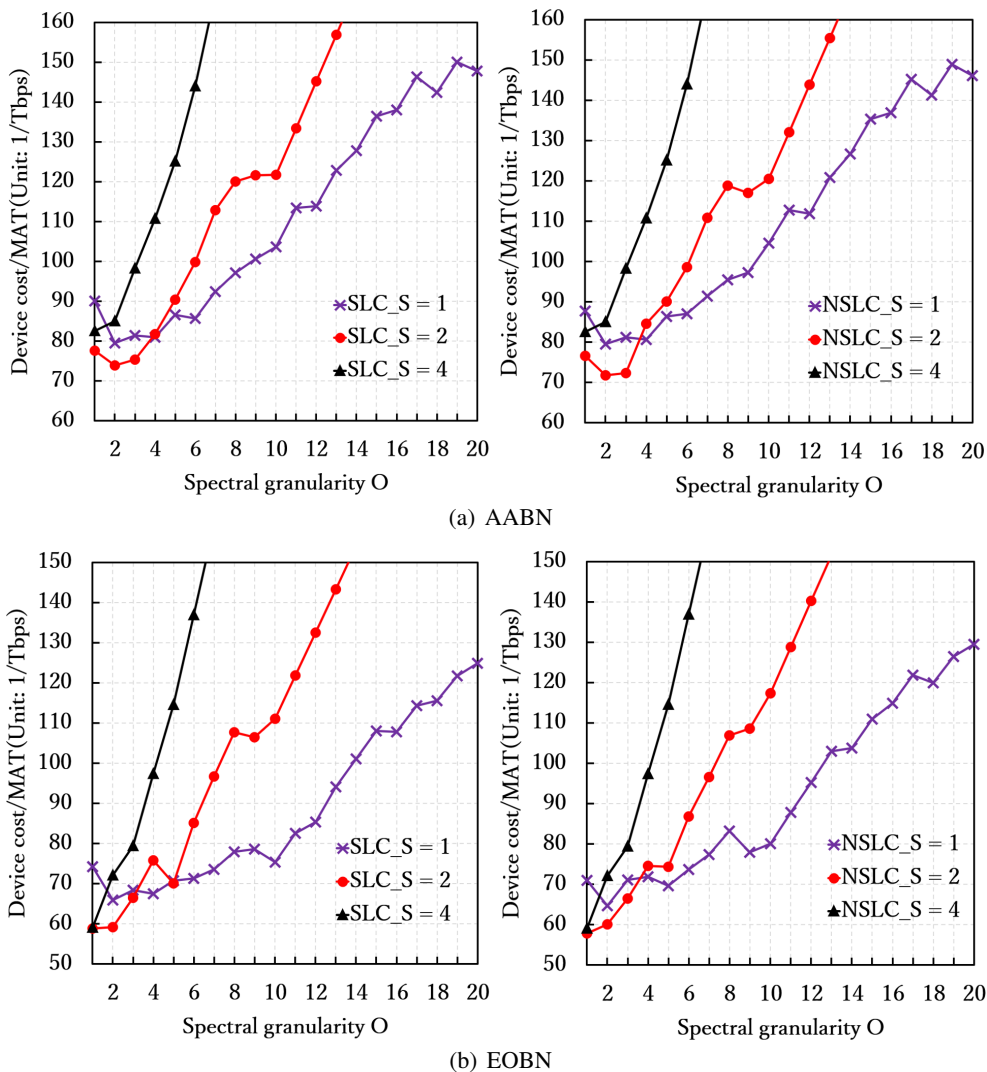 160
150
140
130
120
110
100
90
80
70
60
Device cost/MAT(Unit: 1/Tbps)
SLC_S = 1
SLC_S = 2
SLC_S = 4
2 4 6 8 10 12 14 16 18 20
Spectral granularity O
160
150
140
130
120
110
100
90
80
70
60
Device cost/MAT(Unit: 1/Tbps)
NSLC_S = 1
NSLC_S = 2
NSLC_S = 4
2 4 6 8 10 12 14 16 18 20
Spectral granularity O
(a) AABN
150
140
130
120
110
100
90
80
70
60
50
Device cost/MAT(Unit: 1/Tbps)
SLC_S = 1
SLC_S = 2
SLC_S = 4
2 4 6 8 10 12 14 16 18 20
Spectral granularity O
150
140
130
120
110
100
90
80
70
60
50
Device cost/MAT(Unit: 1/Tbps)
NSLC_S = 1
NSLC_S = 2
NSLC_S = 4
2 4 6 8 10 12 14 16 18 20
Spectral granularity O
(b) EOBN